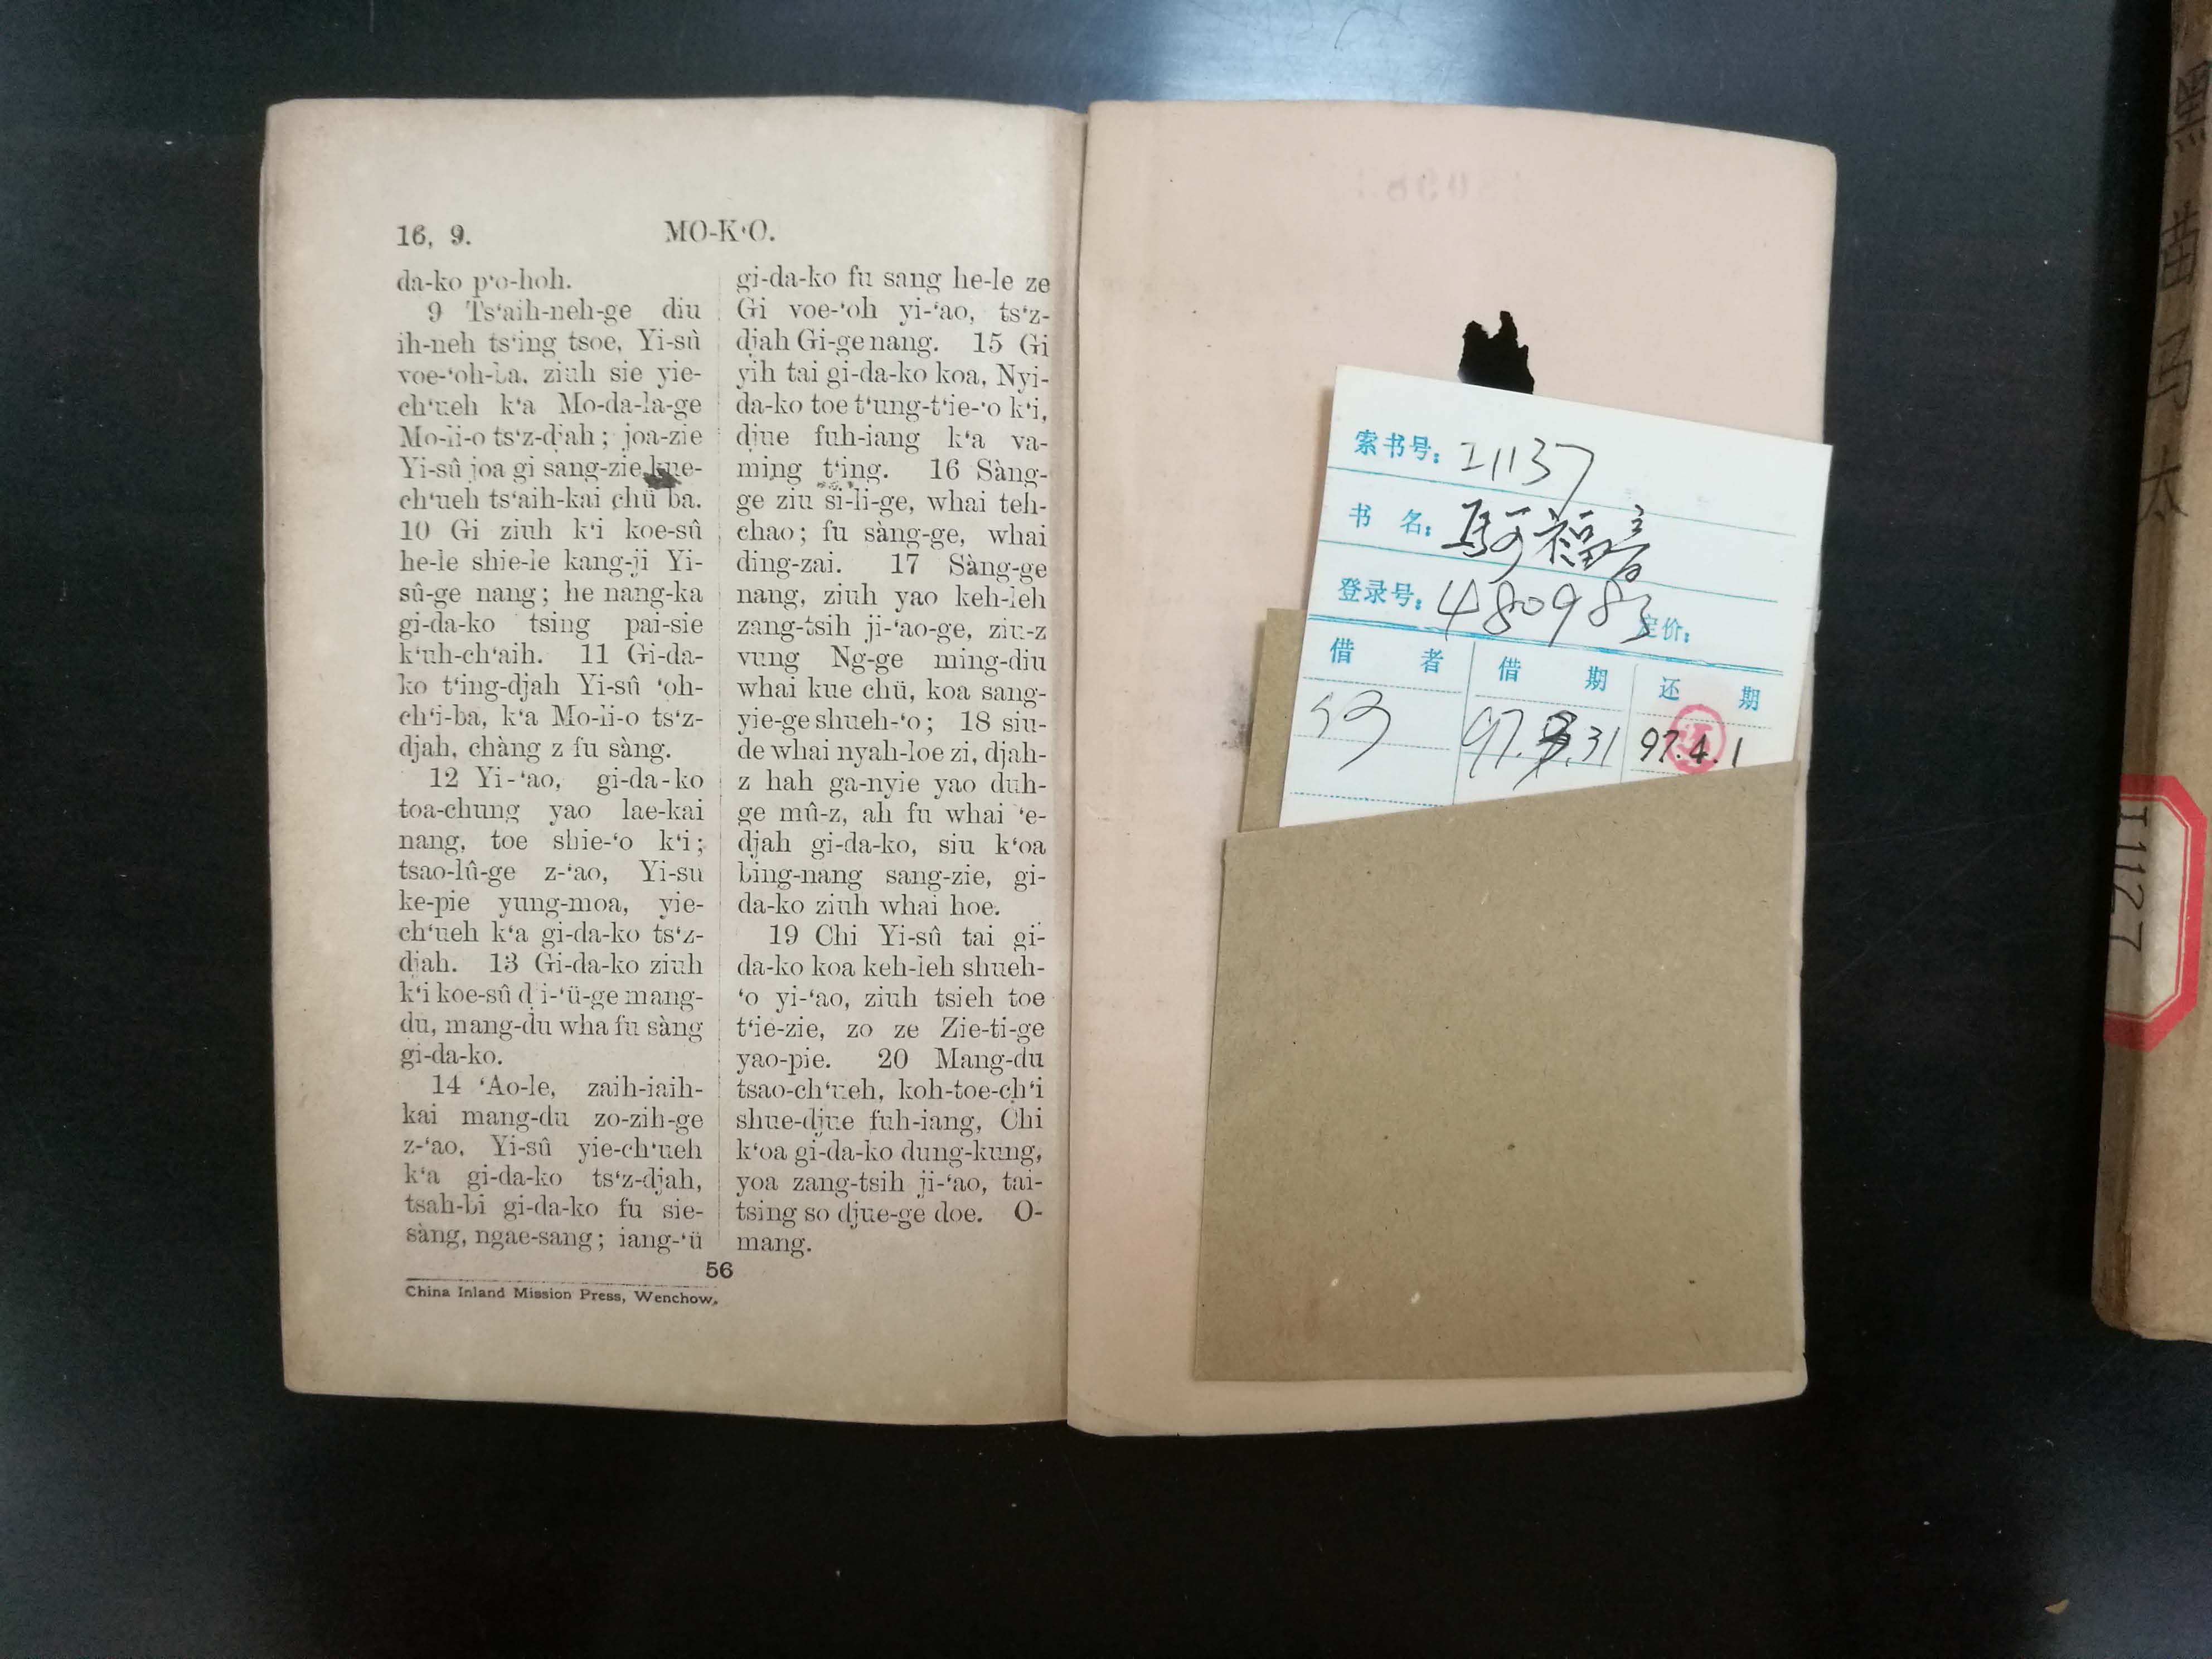 16, 9. MO-K‘O.
da-ko p‘o-hoh.
9 Ts‘aih-neh-ge diu
ih-neh ts‘ing tsoe, Yi-sû
voe-‘oh-ba, ziuh sie yie-
ch‘ueh k‘a Mo-da-la-ge
Mo-li-o ts‘z-djah; joa-zie
Yi-sû joa gi sàng-zie kue-
ch‘ueh ts‘aih-kai chü ba.
10 Gi ziuh k‘i koe-sû
he-le shie-le kang-ji Yi-
sû-ge nang; he nang-ka
gi-da-ko tsing pai-sie
k‘uh-ch‘aih. 11 Gi-da-
ko t‘ing-djah Yi-sû ‘oh-
ch‘i-ba, k‘a Mo-li-o ts‘z-
djah, chàng z fu sàng.
12 Yi-‘ao, gi-da-ko
toa-chung yao lae-kai
nang, toe shie-‘o k‘i;
tsao-lû-ge z-‘ao, Yi-su
ke-pie yung-moa, yie-
ch‘ueh k‘a gi-da-ko ts‘z-
djah. 13 Gi-da-ko ziuh
k‘i koe-sû di-‘ü-ge mang-
du, mang-du wha fu sàng
gi-da-ko.
14 ‘Ao-le, zaih-iaih-
kai mang-du zo-zih-ge
z-‘ao, Yi-sû yie-ch‘ueh
k‘a gi-da-ko ts‘z-djah,
tsah-bi gi-da-ko fu sie-
sàng, ngae-sang; iang-‘ü
gi-da-ko fu sang he-le ze
Gi voe-‘oh yi-‘ao, ts‘z-
djah Gi-ge nang. 15 Gi
yih tai gi-da-ko koa, Nyi-
da-ko toe t‘ung-t‘ie-‘o k‘i,
djue fuh-iang k‘a va-
ming t‘ing. 16 Sàng-
ge ziu si-li-ge, whai teh-
chao; fu sàng-ge, whai
ding-zai. 17 Sàng-ge
nang, ziuh yao keh-leh
zang-tsih ji-‘ao-ge, ziu-z
vung Ng-ge ming-diu
whai kue chü, koa sang-
yie-ge shueh-‘o; 18 siu-
de whai nyah-loe zi, djah-
z hah ga-nyie yao duh-
ge mû-z, ah fu whai ‘e-
djah gi-da-ko, siu k‘oa
bing-nang sang-zie, gi-
da-ko ziuh whai hoe.
19 Chi Yi-sû tai gi-
da-ko koa keh-leh shueh-
‘o yi-‘ao, ziuh tsieh toe
t‘ie-zie, zo ze Zie-ti-ge
yao-pie. 20 Mang-du
tsao-ch‘ueh, koh-toe-ch‘i
shue-djue fuh-iang, Chi
k‘oa gi-da-ko dung-kung,
yoa zang-tsih ji-‘ao, tai-
tsing so djue-ge doe. O-
mang.
56
China Inland Mission Press, Wenchow.
索书号: I1137
书 名: 马可福音
登录号: 480983 定价:
借 者 借 期 还 期
97.3.31 97.4.1
黑苗马太
I1127